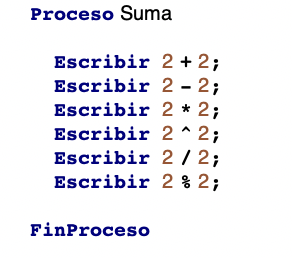 Proceso Suma
Escribir 2 + 2;
Escribir 2 - 2;
Escribir 2 * 2;
Escribir 2 ^ 2;
Escribir 2 / 2;
Escribir 2 % 2;
FinProceso